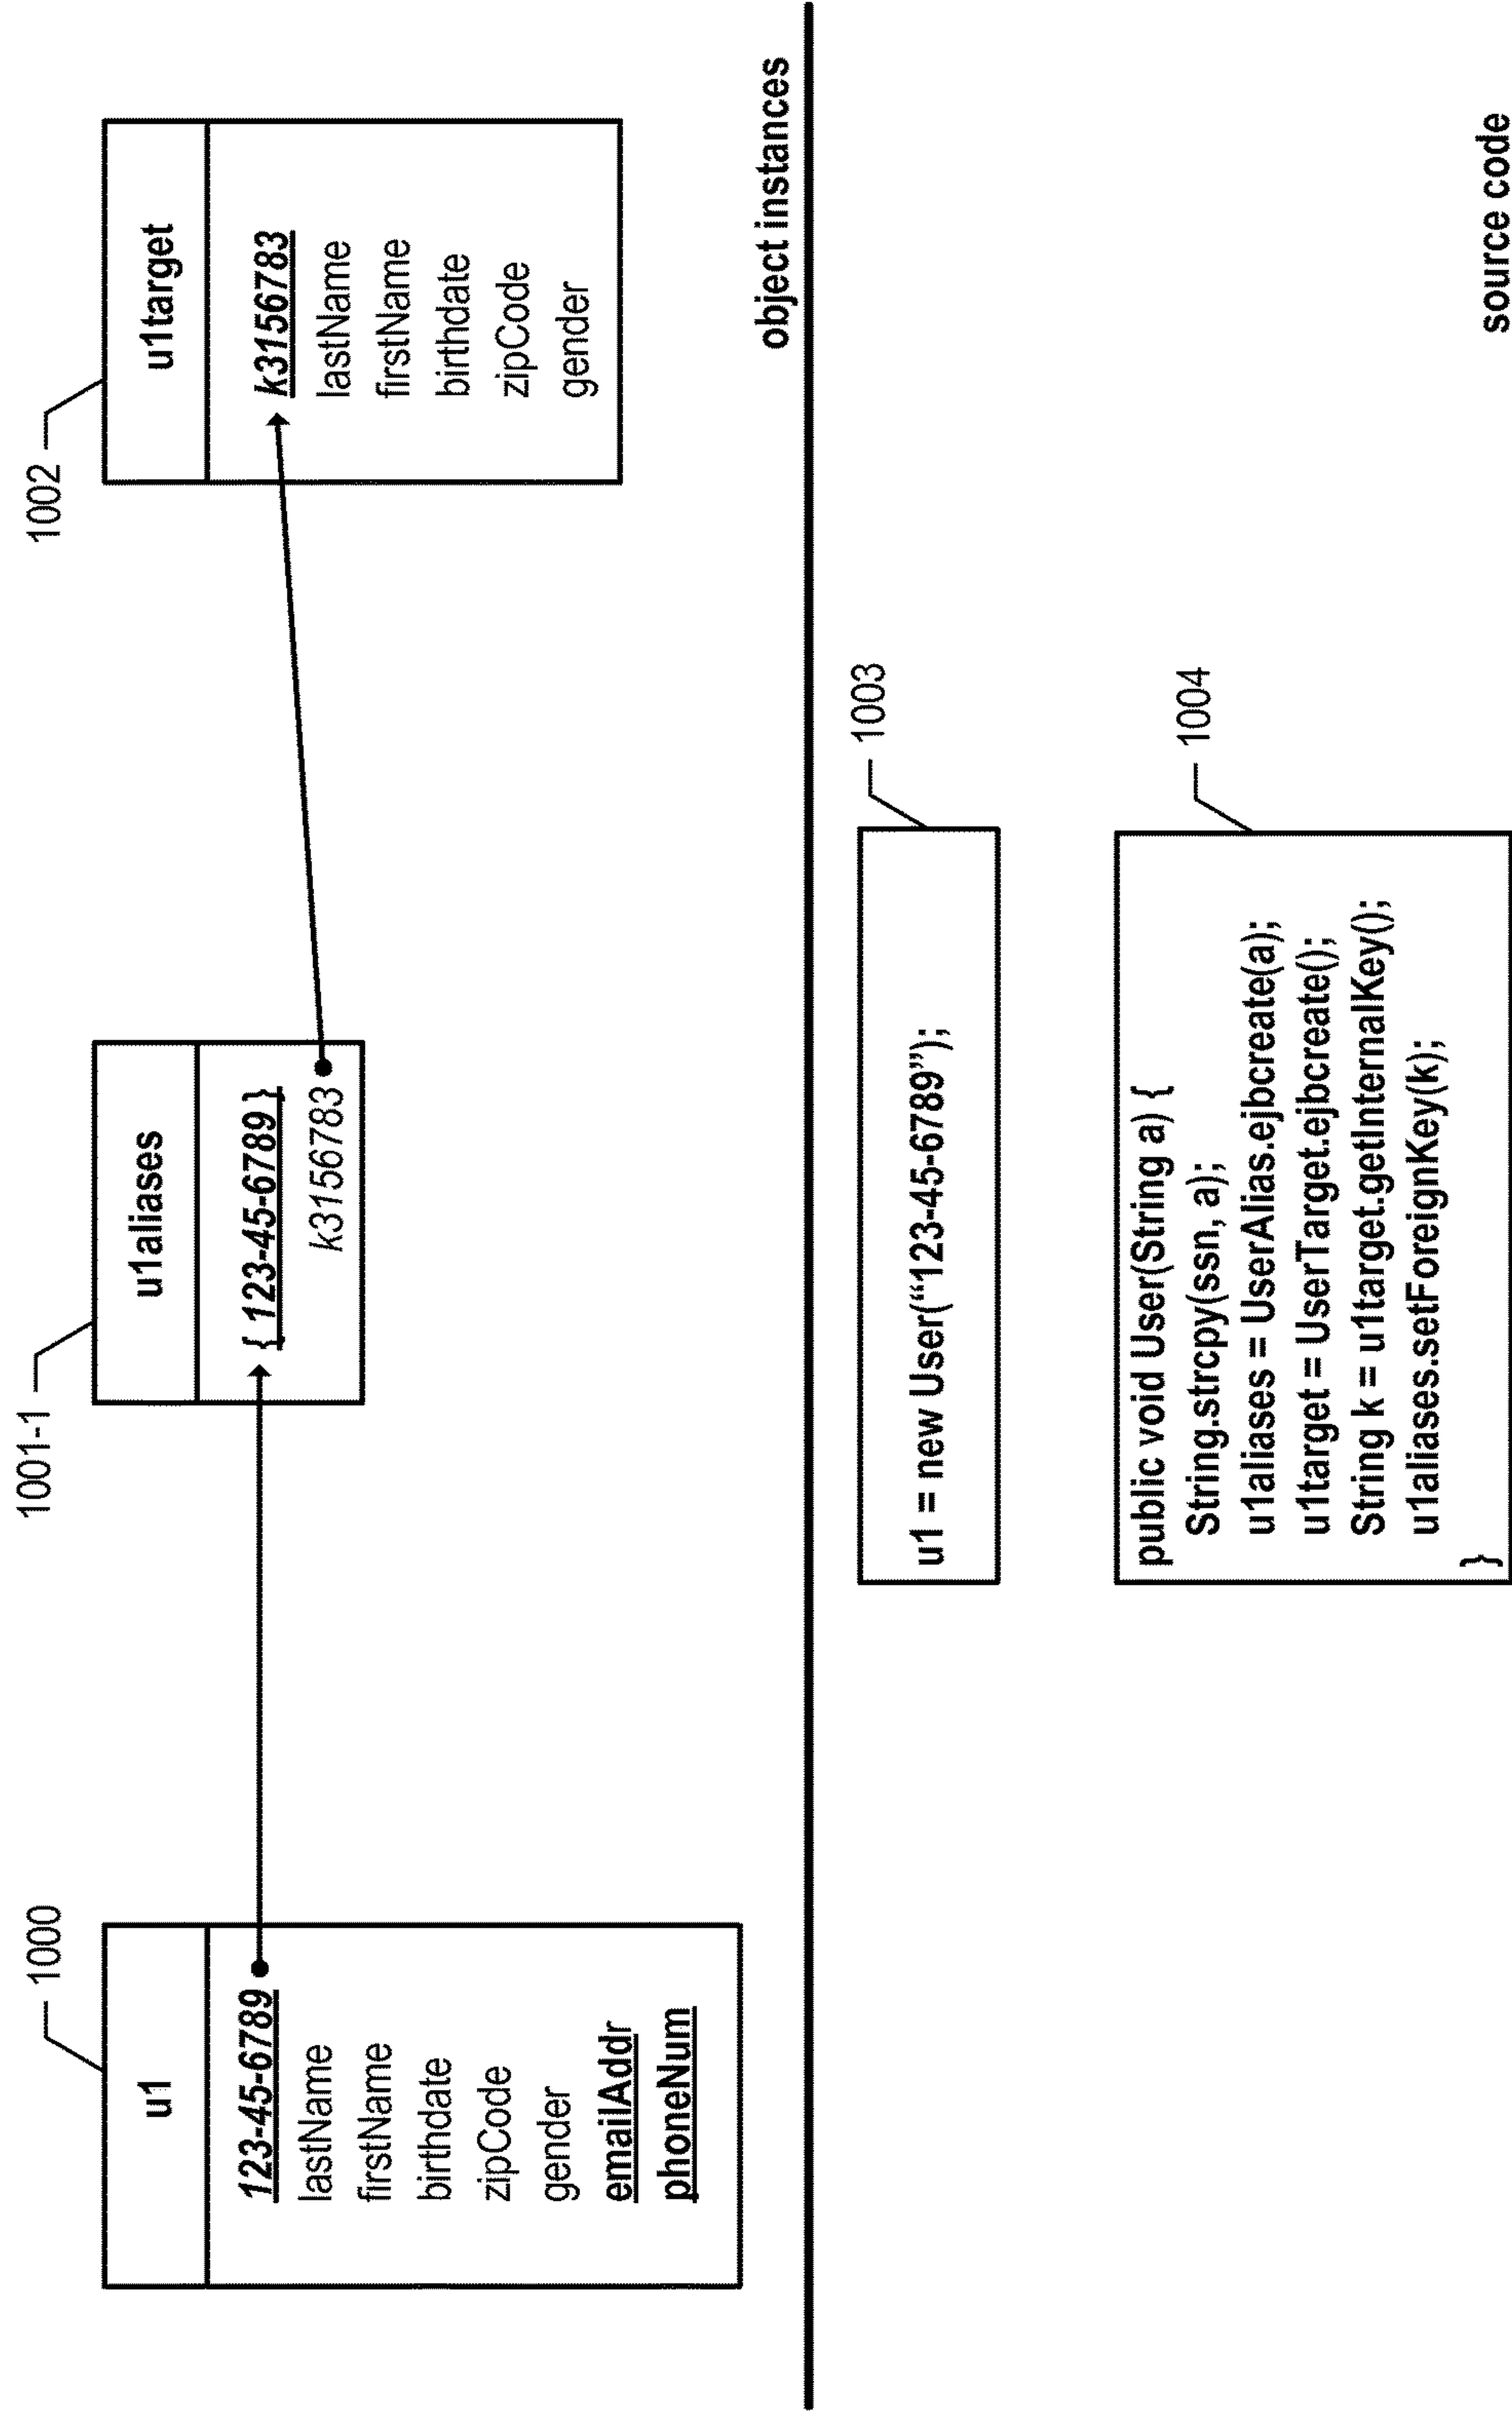 1000
u1
123-45-6789
lastName
firstName
birthdate
zipCode
gender
emailAddr
phoneNum
1001-1
u1aliases
{ 123-45-6789 }
k3156783
1002
u1target
k3156783
lastName
firstName
birthdate
zipCode
gender
object instances
1003
u1 = new User(“123-45-6789”);
1004
public void User(String a) {
String.strcpy(ssn, a);
u1aliases = UserAlias.ejbcreate(a);
u1target = UserTarget.ejbcreate();
String k = u1target.getInternalKey();
u1aliases.setForeignKey(k);
}
source code